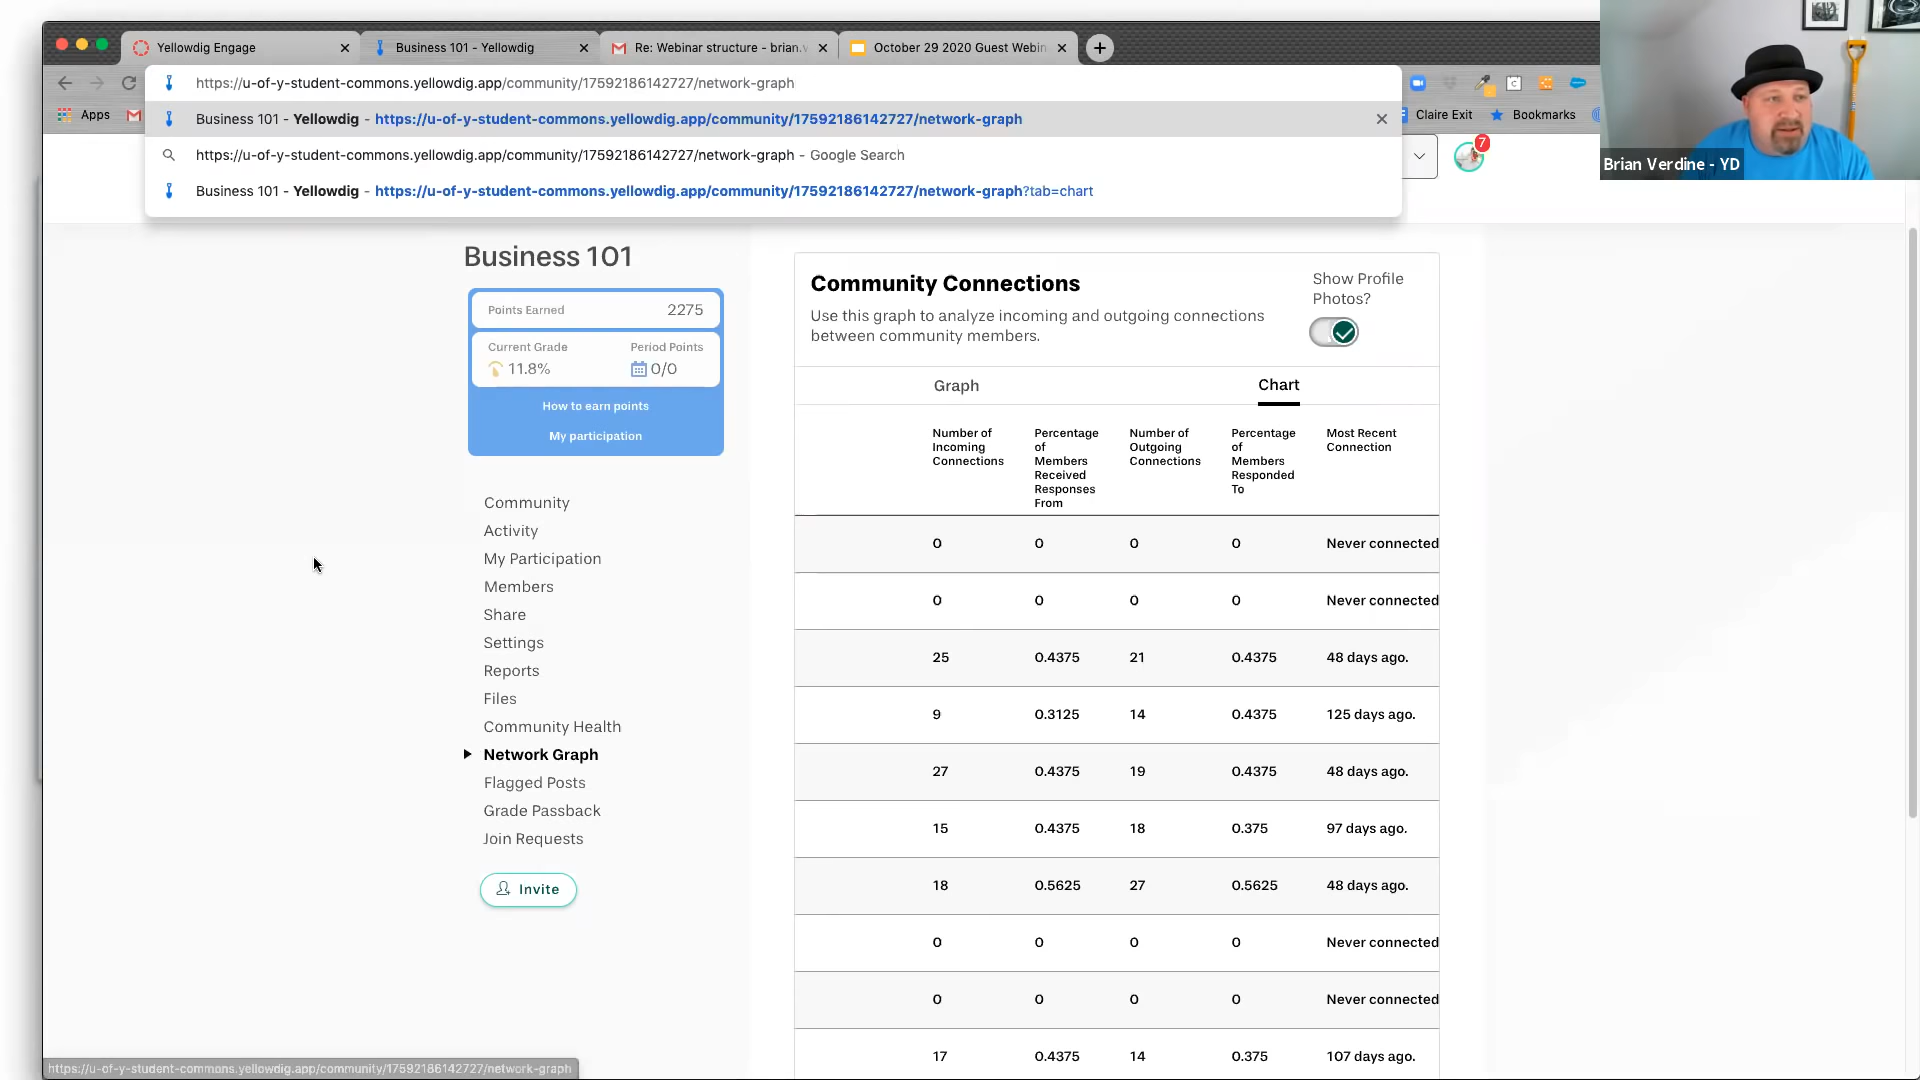 Yellowdig Engage
Business 101 - Yellowdig
Re: Webinar structure - brian.v
October 29 2020 Guest Webin
https://u-of-y-student-commons.yellowdig.app/community/17592186142727/network-graph
Business 101 - Yellowdig - https://u-of-y-student-commons.yellowdig.app/community/17592186142727/network-graph
https://u-of-y-student-commons.yellowdig.app/community/17592186142727/network-graph - Google Search
Business 101 - Yellowdig - https://u-of-y-student-commons.yellowdig.app/community/17592186142727/network-graph?tab=chart
Apps
Claire Exit
Bookmarks
7
Brian Verdine - YD
Business 101
Points Earned 2275
Current Grade Period Points
11.8% 0/0
How to earn points
My participation
Community
Activity
My Participation
Members
Share
Settings
Reports
Files
Community Health
Network Graph
Flagged Posts
Grade Passback
Join Requests
Invite
Community Connections
Use this graph to analyze incoming and outgoing connections
between community members.
Show Profile
Photos?
Graph Chart
Number of Incoming Connections
Percentage of Members Received Responses From
Number of Outgoing Connections
Percentage of Members Responded To
Most Recent Connection
0 0 0 0 Never connected
0 0 0 0 Never connected
25 0.4375 21 0.4375 48 days ago.
9 0.3125 14 0.4375 125 days ago.
27 0.4375 19 0.4375 48 days ago.
15 0.4375 18 0.375 97 days ago.
18 0.5625 27 0.5625 48 days ago.
0 0 0 0 Never connected
0 0 0 0 Never connected
17 0.4375 14 0.375 107 days ago.
https://u-of-y-student-commons.yellowdig.app/community/17592186142727/network-graph